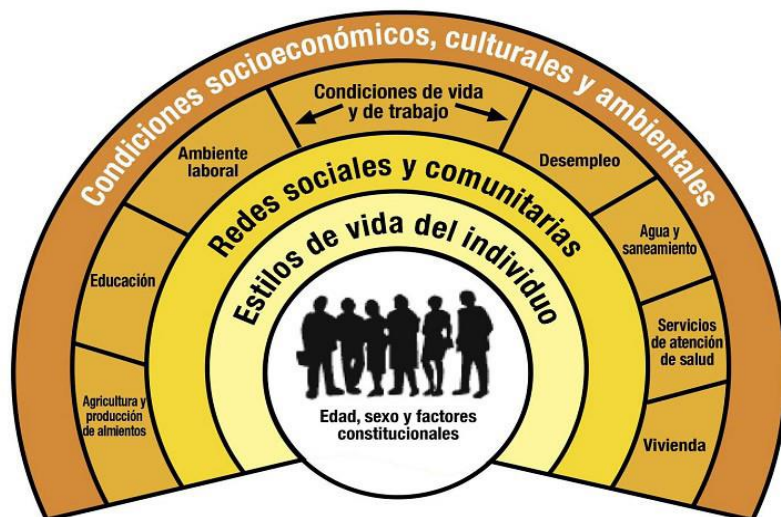 Condiciones socioeconómicos, culturales y ambientales
Condiciones de vida
y de trabajo
Ambiente
laboral
Desempleo
Educación
Agua y
saneamiento
Agricultura y
producción
de almientos
Servicios
de atención
de salud
Vivienda
Redes sociales y comunitarias
Estilos de vida del individuo
Edad, sexo y factores
constitucionales